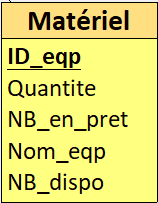 Matériel
ID_eqp
Quantite
NB_en_pret
Nom_eqp
NB_dispo